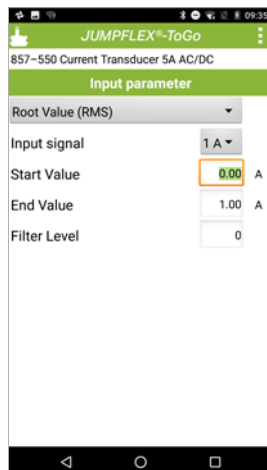 09:35
JUMPFLEX®-ToGo
857-550 Current Transducer 5A AC/DC
Input parameter
Root Value (RMS)
Input signal 1 A
Start Value 0.00 A
End Value 1.00 A
Filter Level 0